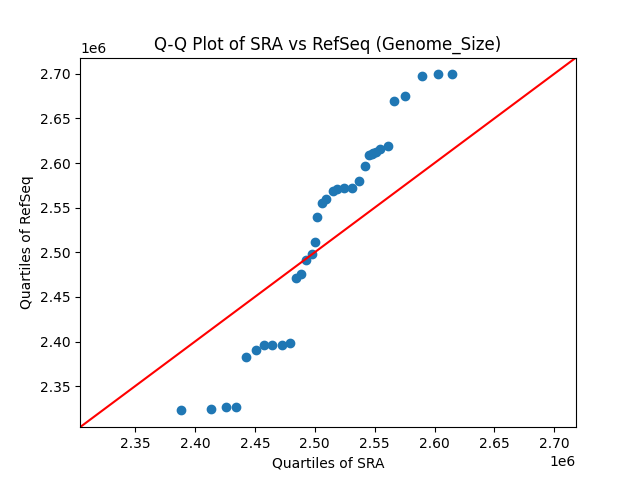 Q-Q Plot of SRA vs RefSeq (Genome_Size)
1e6
2.70
2.65
2.60
2.55
2.50
2.45
2.40
2.35
Quartiles of RefSeq
2.35 2.40 2.45 2.50 2.55 2.60 2.65 2.70
Quartiles of SRA
1e6